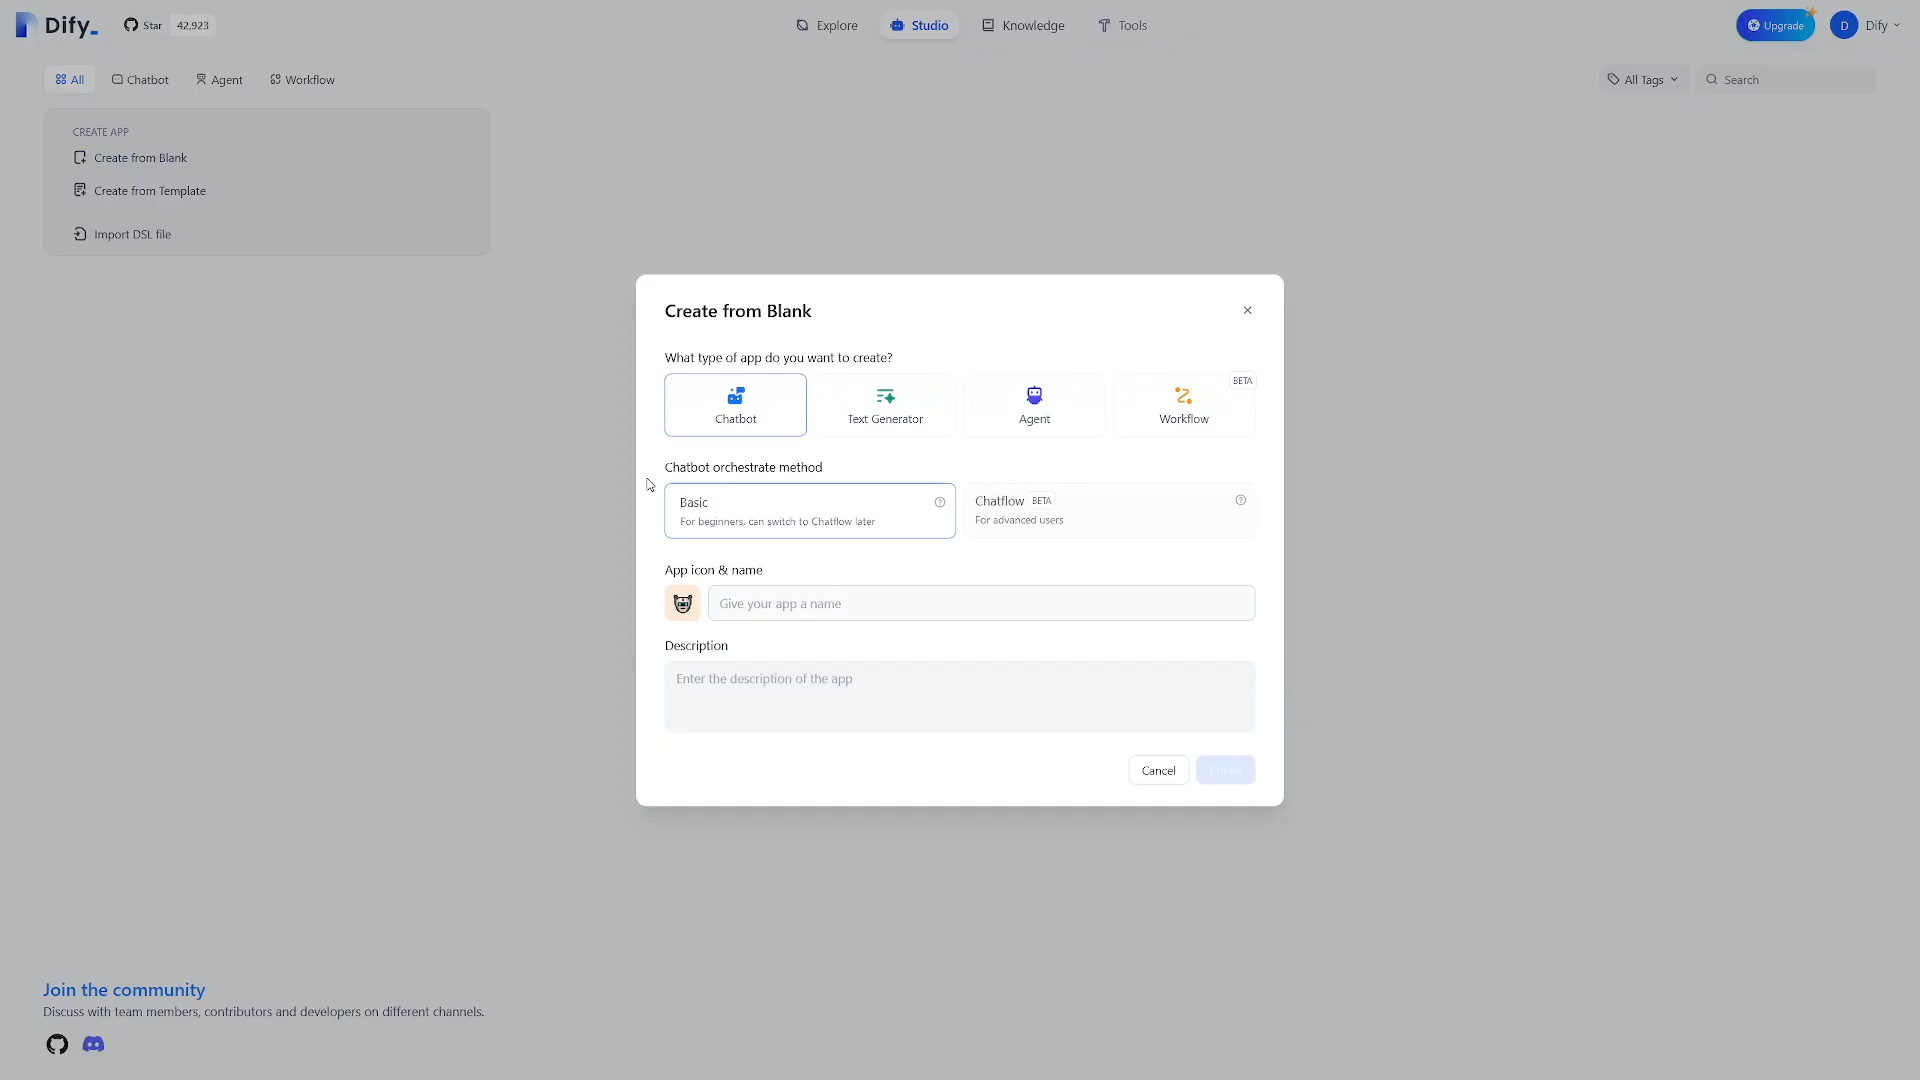 Dify_
Star 42,923
Explore
Studio
Knowledge
Tools
Upgrade
D
Dify
All
Chatbot
Agent
Workflow
All Tags
Search
CREATE APP
Create from Blank
Create from Template
Import DSL file
Create from Blank
What type of app do you want to create?
Chatbot
Text Generator
Agent
BETA
Workflow
Chatbot orchestrate method
Basic
For beginners, can switch to Chatflow later
Chatflow BETA
For advanced users
App icon & name
Give your app a name
Description
Enter the description of the app
Cancel
Create
Join the community
Discuss with team members, contributors and developers on different channels.